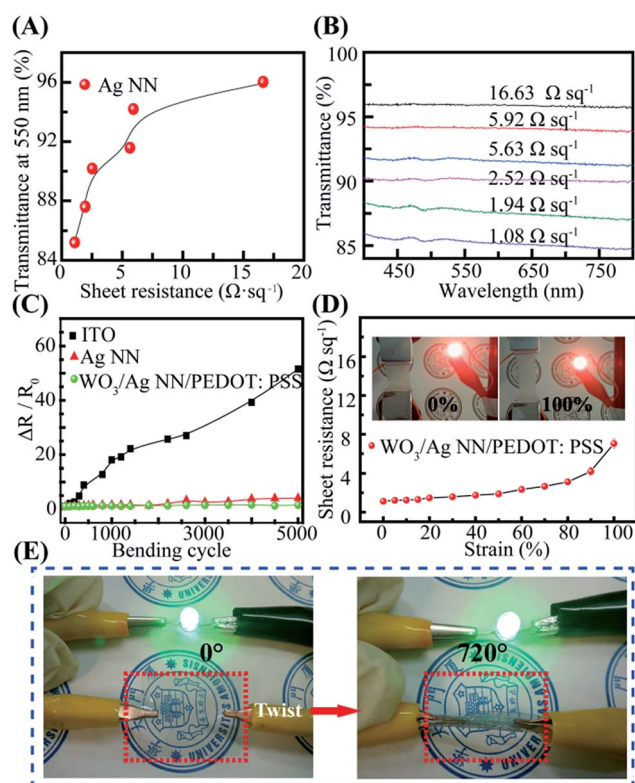 (A)
Transmittance at 550 nm (%)
96
92
88
84
Ag NN
0
5
10
15
20
Sheet resistance (Ω·sq⁻¹)
(B)
Transmittance (%)
100
95
90
85
16.63 Ω sq⁻¹
5.92 Ω sq⁻¹
5.63 Ω sq⁻¹
2.52 Ω sq⁻¹
1.94 Ω sq⁻¹
1.08 Ω sq⁻¹
450 550 650 750
Wavelength (nm)
(C)
ΔR / R₀
60
40
20
0
ITO
Ag NN
WO₃/Ag NN/PEDOT: PSS
1000
3000
5000
Bending cycle
(D)
Sheet resistance (Ω sq⁻¹)
16
12
8
4
0
0%
100%
WO₃/Ag NN/PEDOT: PSS
0 20 40 60 80 100
Strain (%)
(E)
0°
Twist
720°